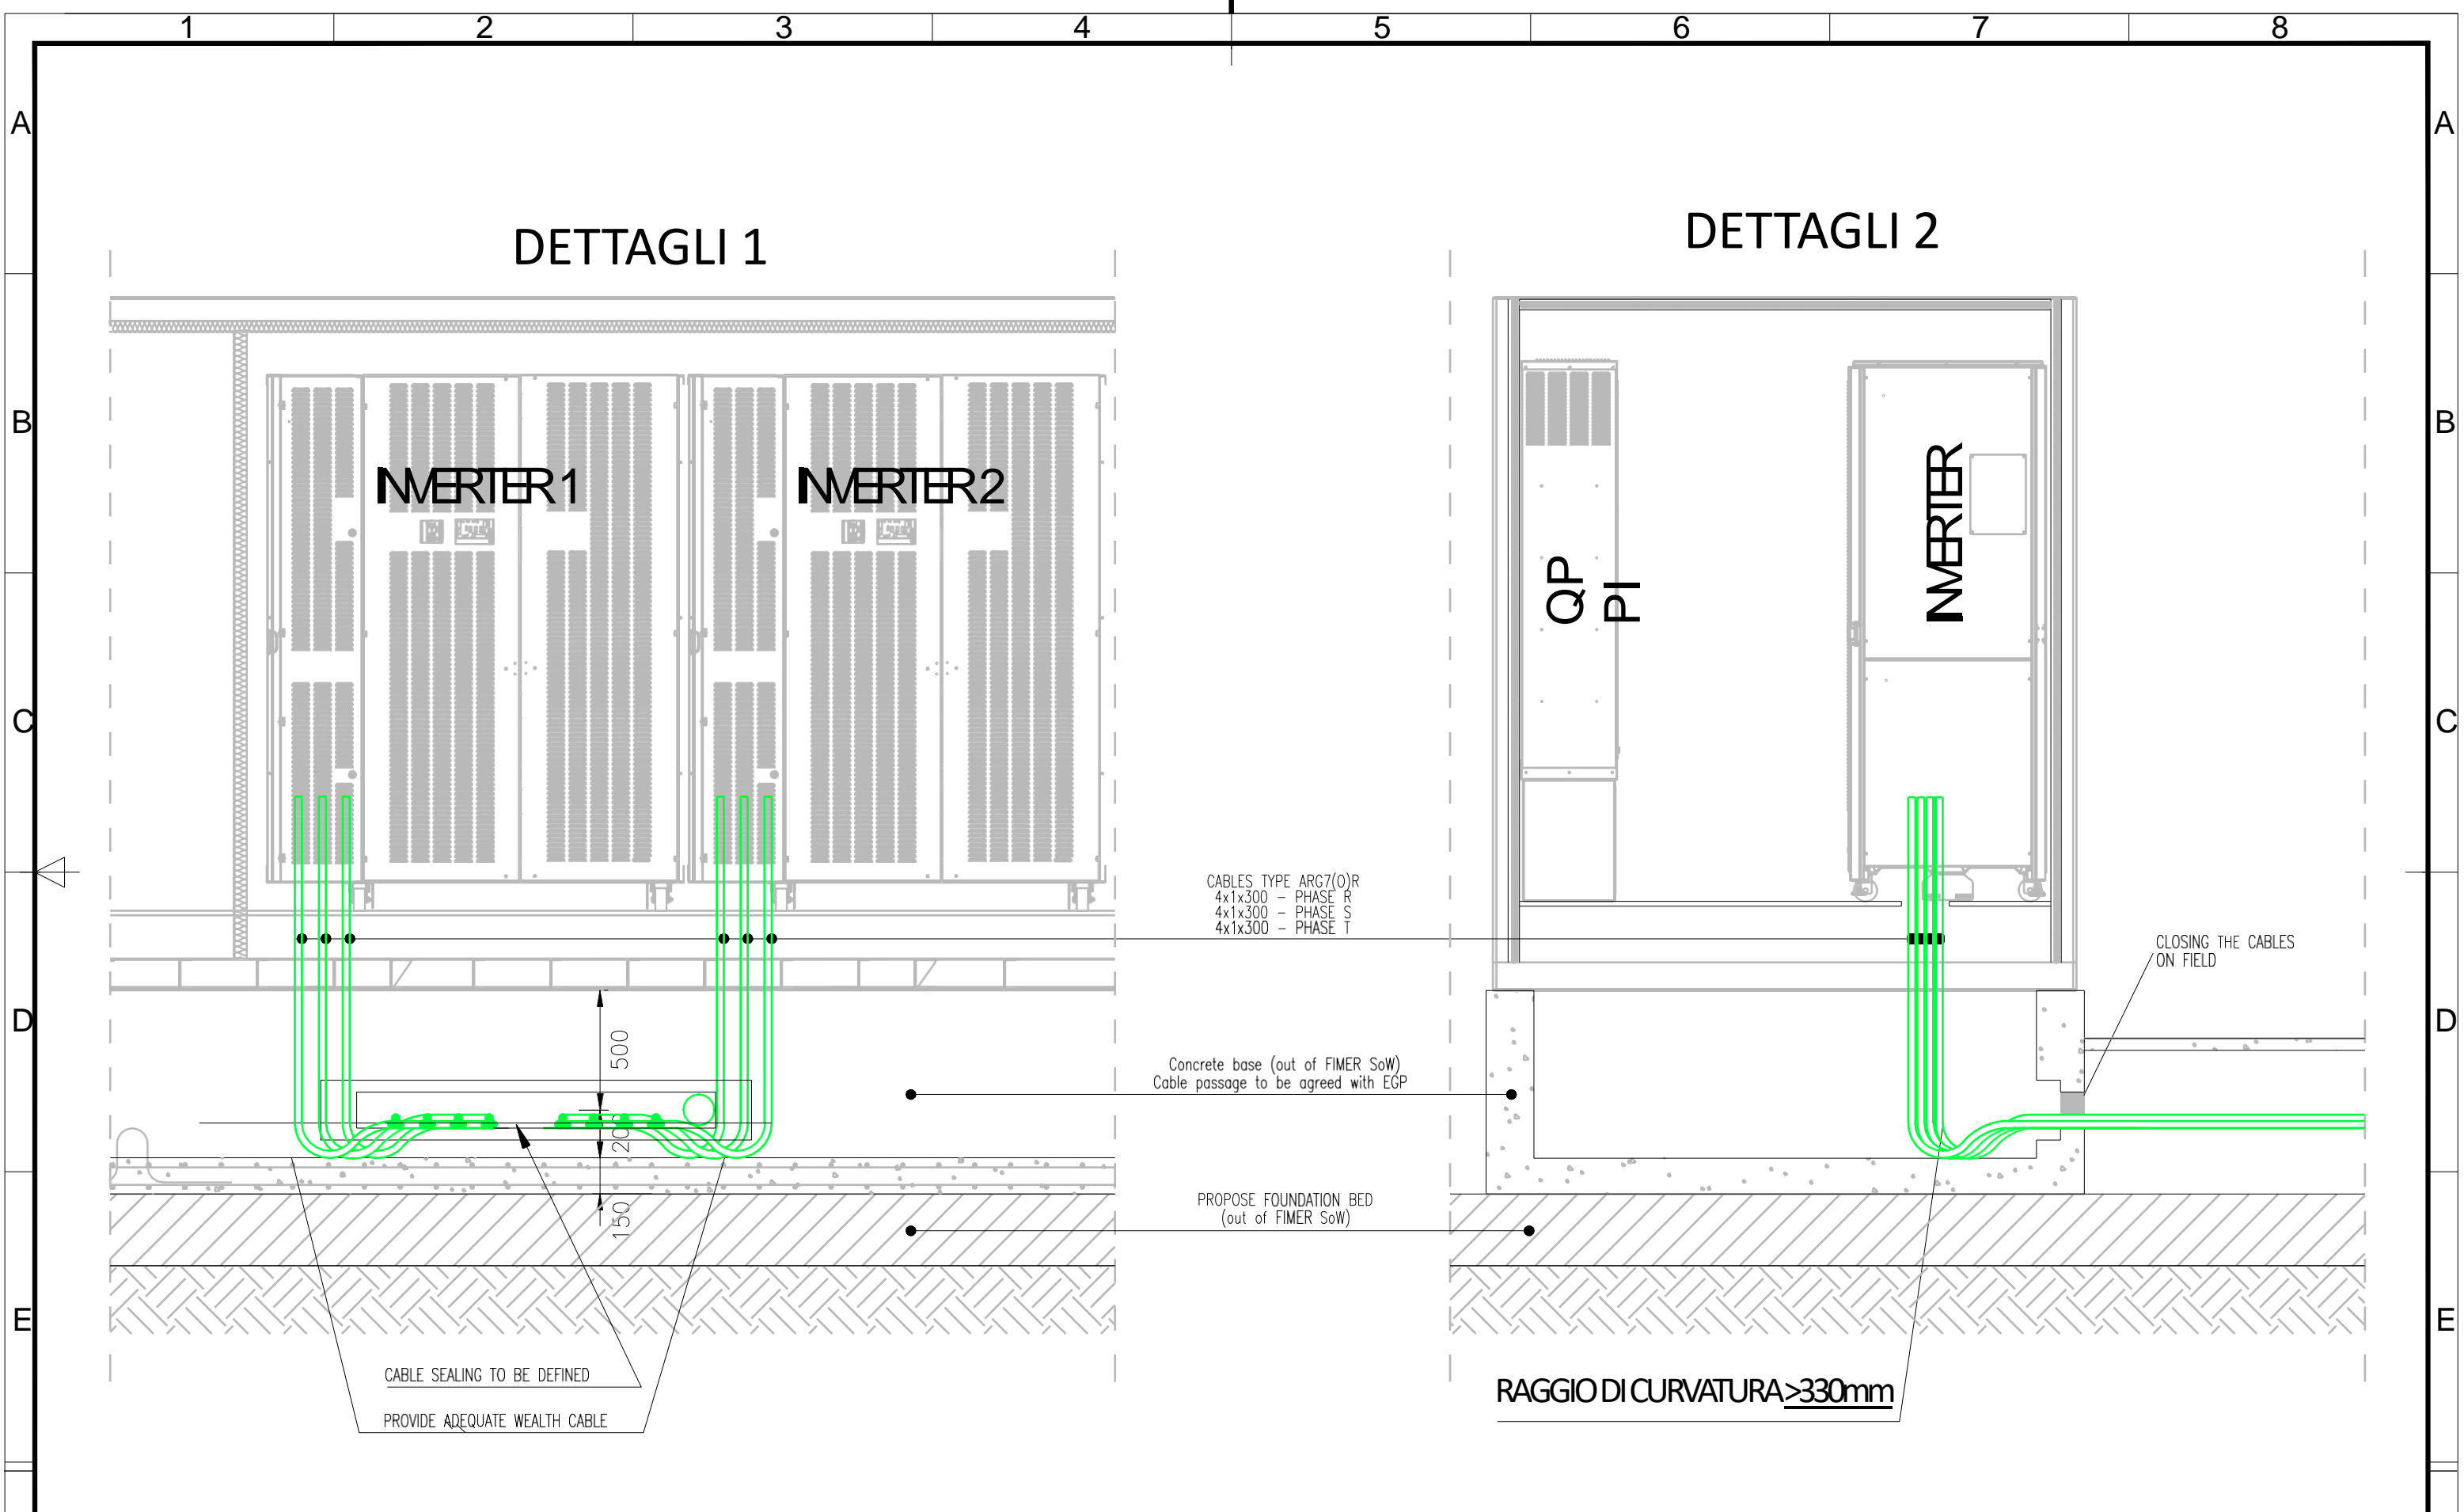 1 2 3 4 5 6 7 8
A A
DETTAGLI 1
DETTAGLI 2
B B
INVERTER 1
INVERTER 2
QP
PI
INVERTER
C C
CABLES TYPE ARG7(O)R
4x1x300 - PHASE R
4x1x300 - PHASE S
4x1x300 - PHASE T
CLOSING THE CABLES
ON FIELD
D D
500
Concrete base (out of FIMER SoW)
Cable passage to be agreed with EGP
200
150
PROPOSE FOUNDATION BED
(out of FIMER SoW)
E E
CABLE SEALING TO BE DEFINED
PROVIDE ADEQUATE WEALTH CABLE
RAGGIO DI CURVATURA >330mm